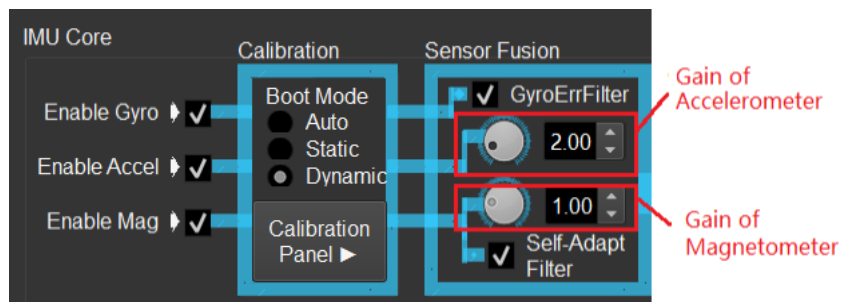 IMU Core
Calibration
Sensor Fusion
Enable Gyro
Boot Mode
Auto
Static
Dynamic
GyroErrFilter
Gain of
Accelerometer
Enable Accel
2.00
Enable Mag
Calibration
Panel ►
1.00
Self-Adapt
Filter
Gain of
Magnetometer